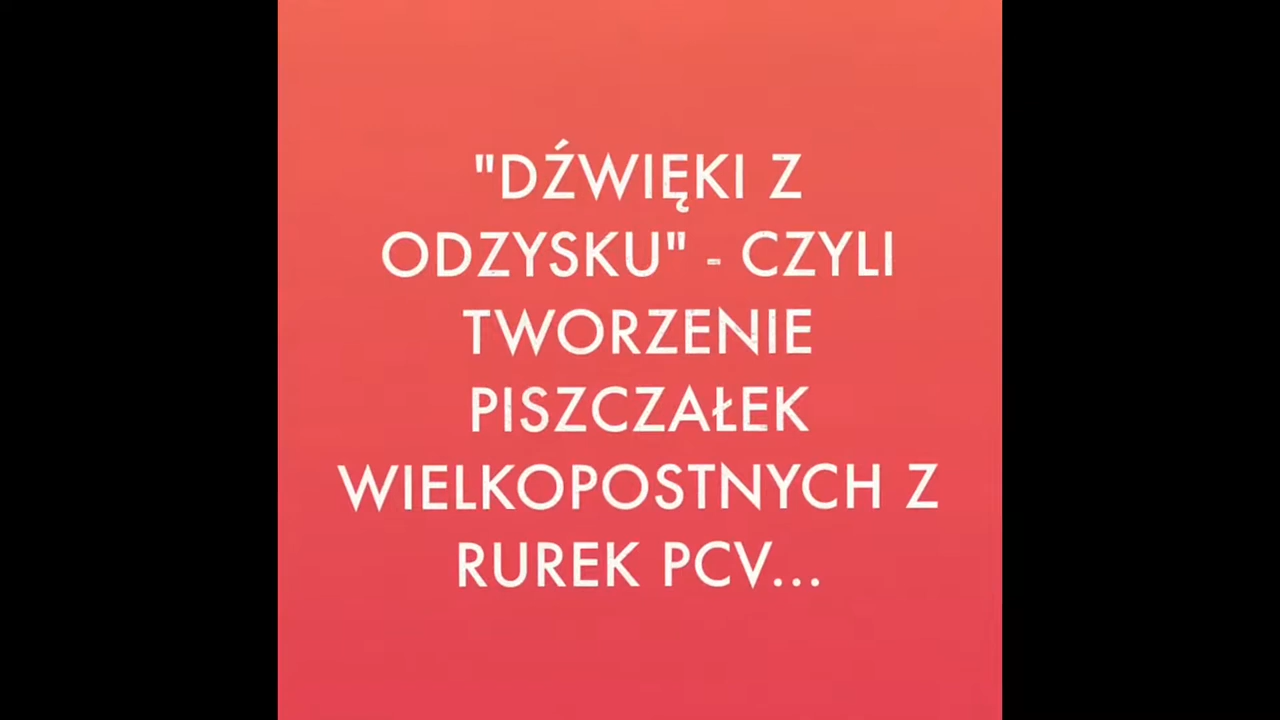 "DŹWIĘKI Z
ODZYSKU" - CZYLI
TWORZENIE
PISZCZAŁEK
WIELKOPOSTNYCH Z
RUREK PCV...